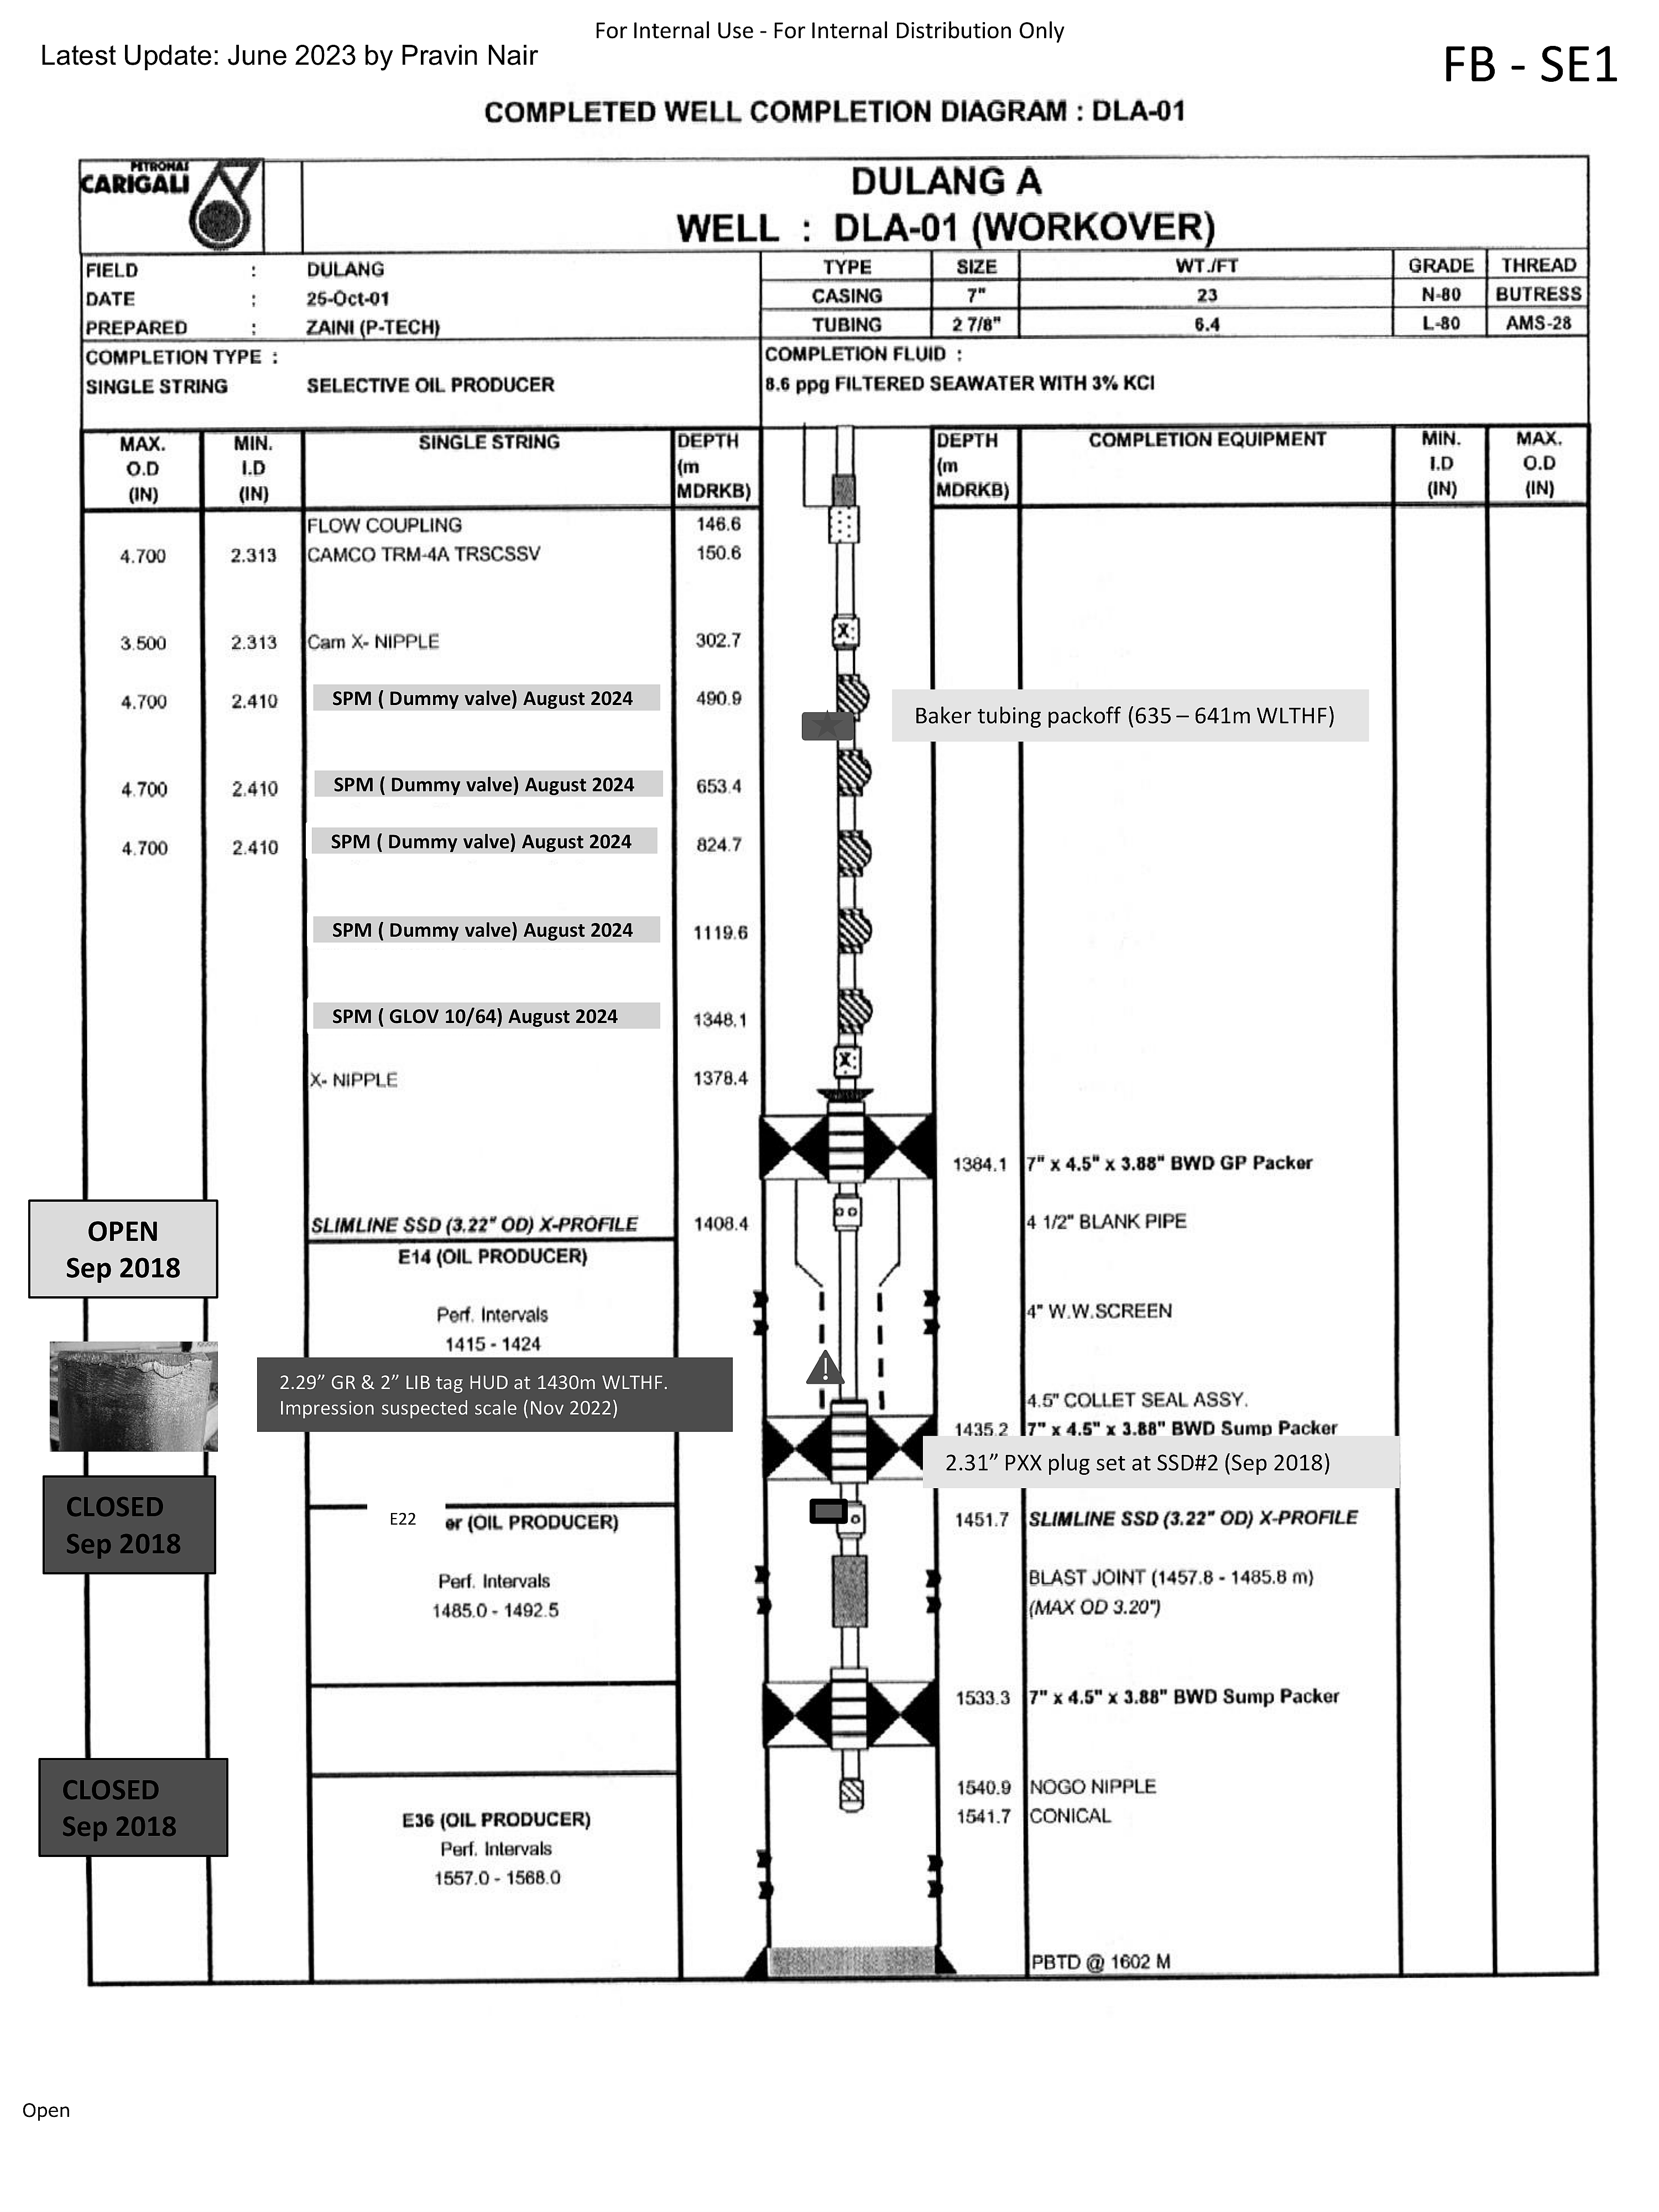 For Internal Use - For Internal Distribution Only
Latest Update: June 2023 by Pravin Nair
FB - SE1
COMPLETED WELL COMPLETION DIAGRAM : DLA-01
PETRONAS
CARIGALI
DULANG A
WELL : DLA-01 (WORKOVER)
FIELD : DULANG
DATE : 25-Oct-01
PREPARED : ZAINI (P-TECH)
TYPE SIZE WT./FT GRADE THREAD
CASING 7" 23 N-80 BUTRESS
TUBING 2 7/8" 6.4 L-80 AMS-28
COMPLETION TYPE :
SINGLE STRING SELECTIVE OIL PRODUCER
COMPLETION FLUID :
8.6 ppg FILTERED SEAWATER WITH 3% KCl
MAX. O.D (IN)
MIN. I.D (IN)
SINGLE STRING
DEPTH (m MDRKB)
DEPTH (m MDRKB)
COMPLETION EQUIPMENT
MIN. I.D (IN)
MAX. O.D (IN)
FLOW COUPLING 146.6
4.700 2.313 CAMCO TRM-4A TRSCSSV 150.6
3.500 2.313 Cam X- NIPPLE 302.7
X
4.700 2.410 SPM ( Dummy valve) August 2024 490.9
Baker tubing packoff (635 – 641m WLTHF)
4.700 2.410 SPM ( Dummy valve) August 2024 653.4
4.700 2.410 SPM ( Dummy valve) August 2024 824.7
SPM ( Dummy valve) August 2024 1119.6
SPM ( GLOV 10/64) August 2024 1348.1
X
X- NIPPLE 1378.4
1384.1 7" x 4.5" x 3.88" BWD GP Packer
OPEN
Sep 2018
SLIMLINE SSD (3.22" OD) X-PROFILE 1408.4
4 1/2" BLANK PIPE
E14 (OIL PRODUCER)
Perf. Intervals
1415 - 1424
4" W.W.SCREEN
2.29” GR & 2” LIB tag HUD at 1430m WLTHF.
Impression suspected scale (Nov 2022)
4.5" COLLET SEAL ASSY.
1435.2 7" x 4.5" x 3.88" BWD Sump Packer
2.31” PXX plug set at SSD#2 (Sep 2018)
CLOSED
Sep 2018
E22 er (OIL PRODUCER)
1451.7 SLIMLINE SSD (3.22" OD) X-PROFILE
Perf. Intervals
1485.0 - 1492.5
BLAST JOINT (1457.8 - 1485.8 m)
(MAX OD 3.20")
1533.3 7" x 4.5" x 3.88" BWD Sump Packer
CLOSED
Sep 2018
1540.9 NOGO NIPPLE
1541.7 CONICAL
E36 (OIL PRODUCER)
Perf. Intervals
1557.0 - 1568.0
PBTD @ 1602 M
Open